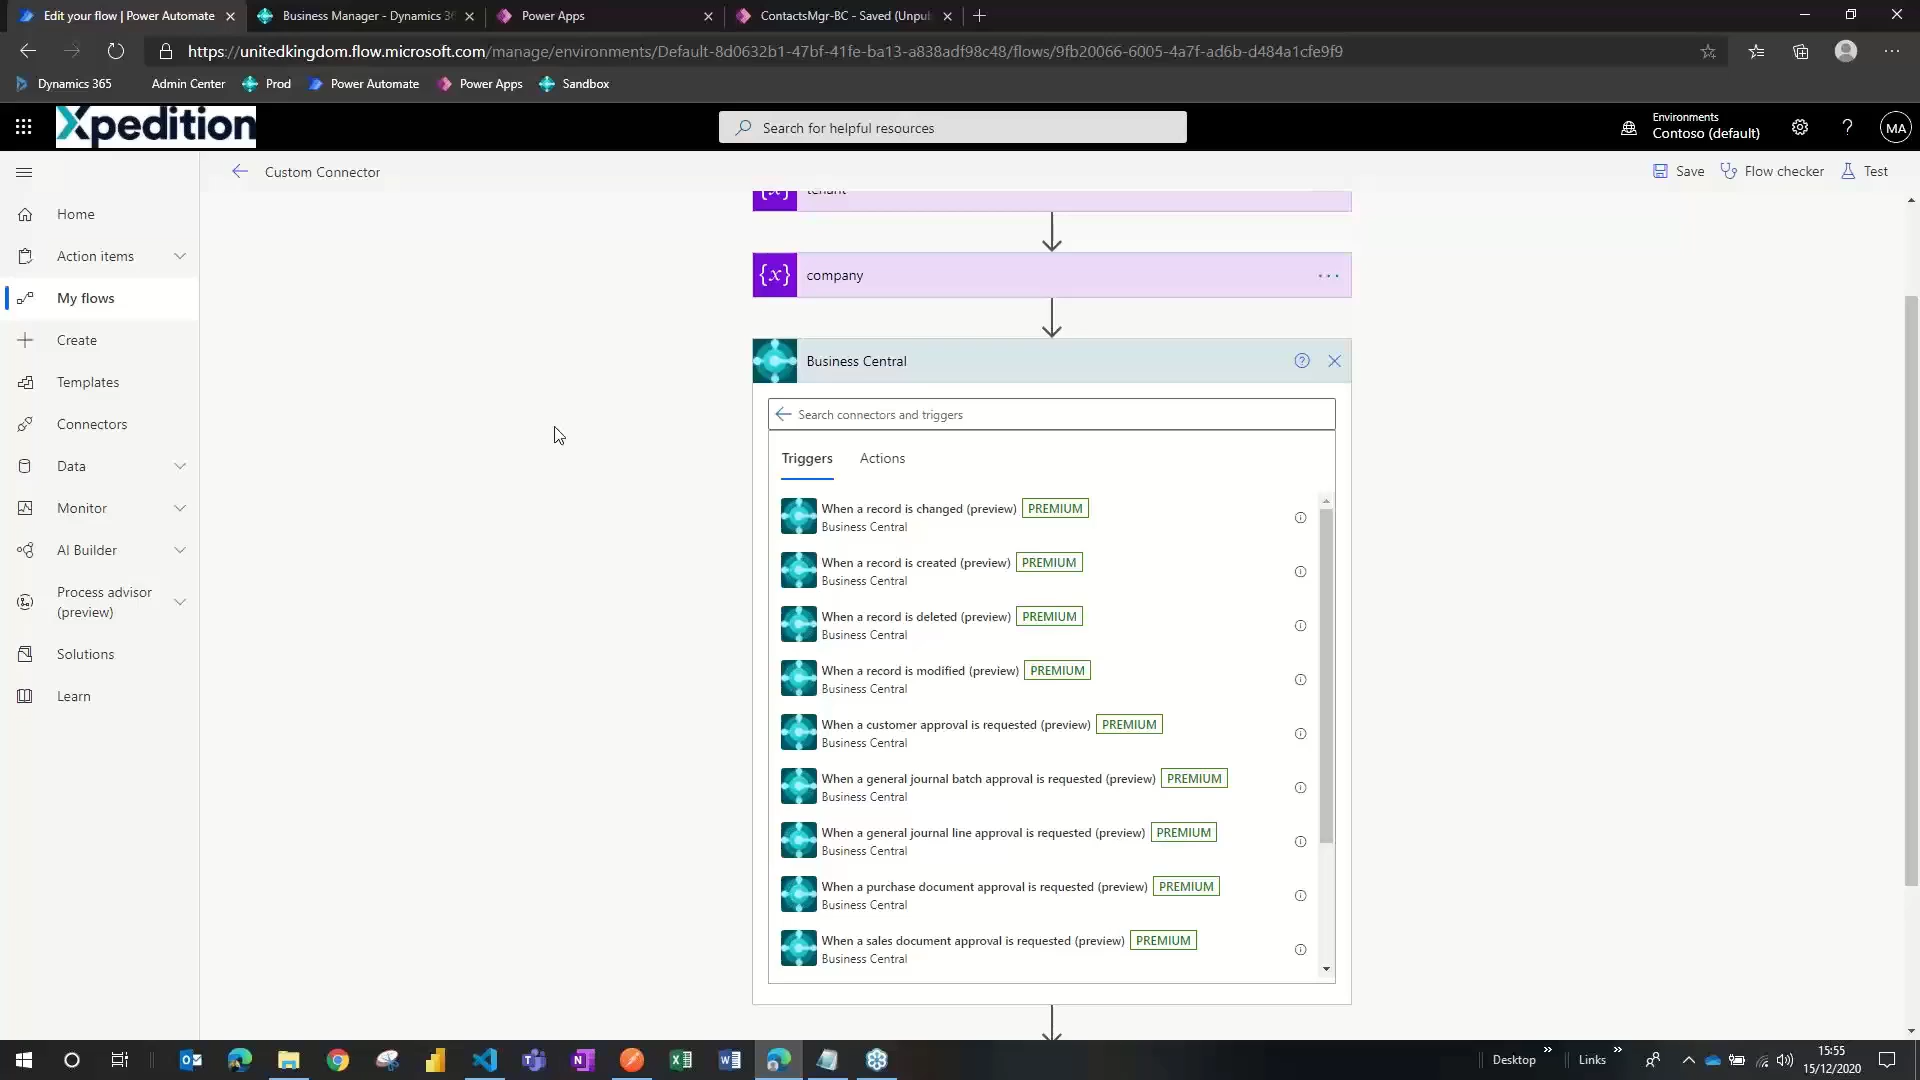 Edit your flow | Power Automate
Business Manager - Dynamics 36
Power Apps
ContactsMgr-BC - Saved (Unpu
https://unitedkingdom.flow.microsoft.com/manage/environments/Default-8d0632b1-47bf-41fe-ba13-a838adf98c48/flows/9fb20066-6005-4a7f-ad6b-d484a1cfe9f9
Dynamics 365
Admin Center
Prod
Power Automate
Power Apps
Sandbox
Xpedition
Search for helpful resources
Environments
Contoso (default)
MA
Custom Connector
Save
Flow checker
Test
Home
Action items
My flows
Create
Templates
Connectors
Data
Monitor
AI Builder
Process advisor
(preview)
Solutions
Learn
tenant
{x} company
Business Central
Search connectors and triggers
Triggers
Actions
When a record is changed (preview) PREMIUM
Business Central
When a record is created (preview) PREMIUM
Business Central
When a record is deleted (preview) PREMIUM
Business Central
When a record is modified (preview) PREMIUM
Business Central
When a customer approval is requested (preview) PREMIUM
Business Central
When a general journal batch approval is requested (preview) PREMIUM
Business Central
When a general journal line approval is requested (preview) PREMIUM
Business Central
When a purchase document approval is requested (preview) PREMIUM
Business Central
When a sales document approval is requested (preview) PREMIUM
Business Central
Desktop
Links
15:55
15/12/2020